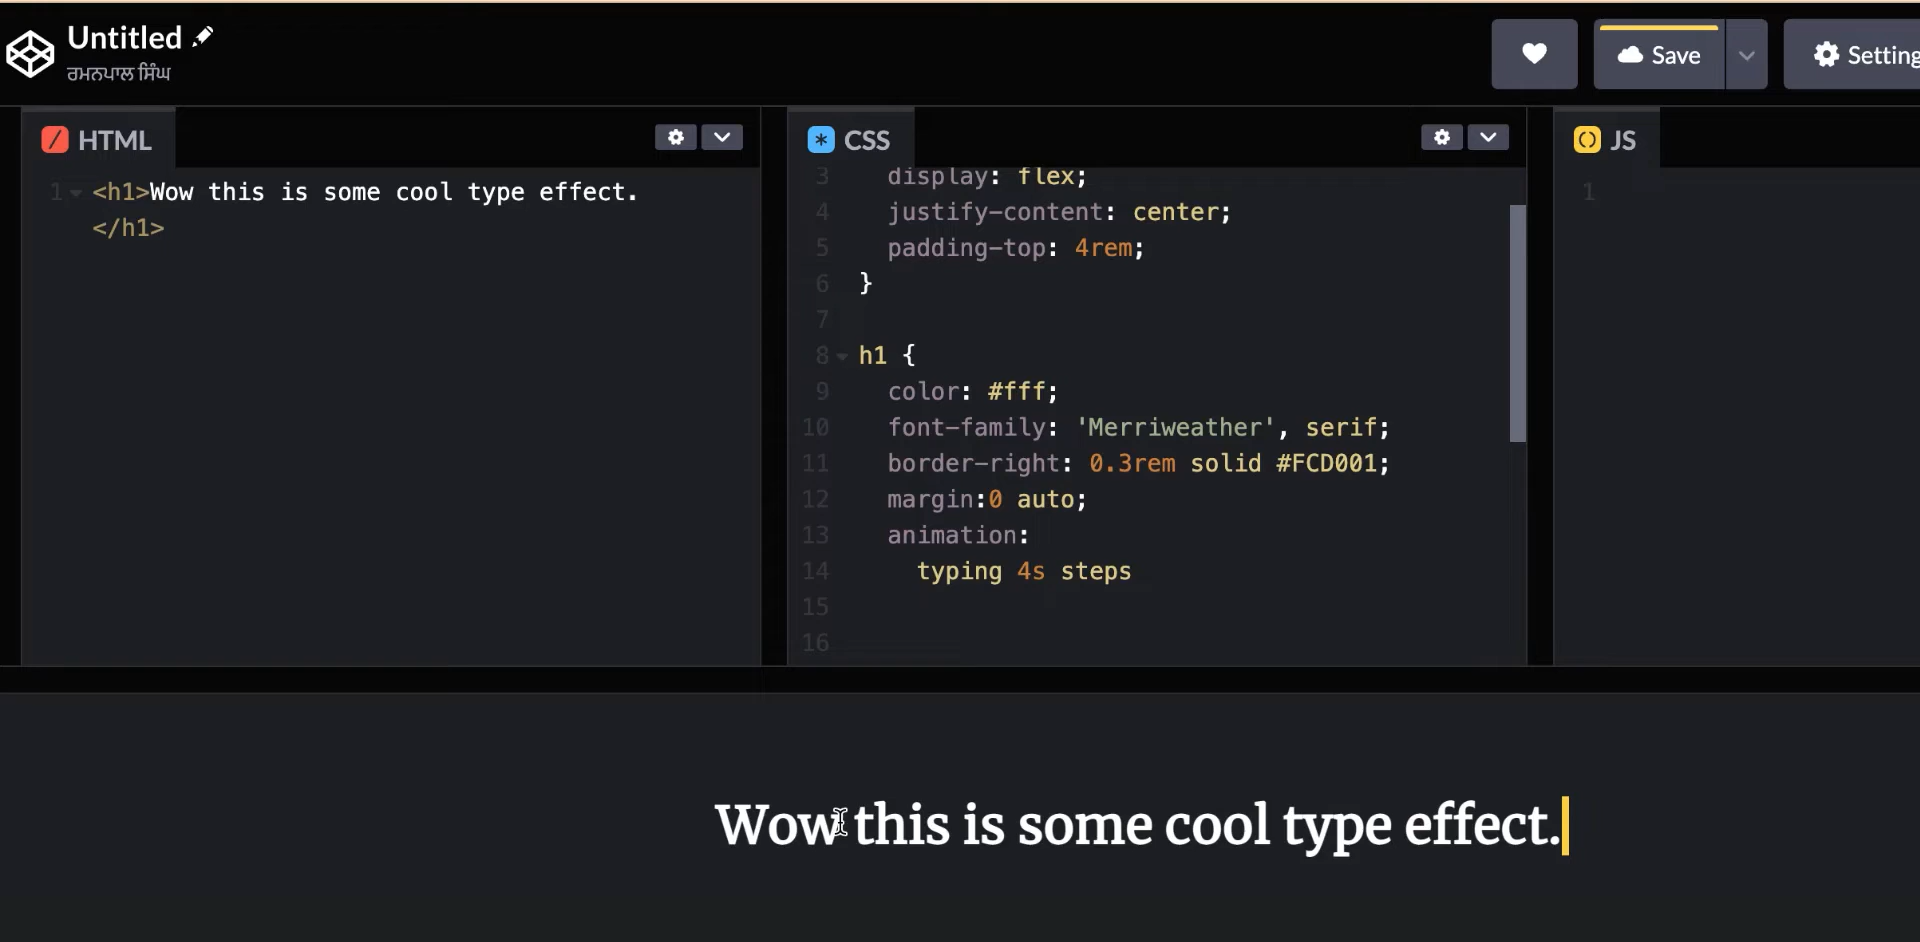 Untitled
ਰਮਨਪਾਲ ਸਿੰਘ
Save
Setting
HTML
1 <h1>Wow this is some cool type effect.
</h1>
CSS
3 display: flex;
4 justify-content: center;
5 padding-top: 4rem;
6 }
7
8 h1 {
9 color: #fff;
10 font-family: 'Merriweather', serif;
11 border-right: 0.3rem solid #FCD001;
12 margin:0 auto;
13 animation:
14 typing 4s steps
15
16
JS
1
Wow this is some cool type effect.